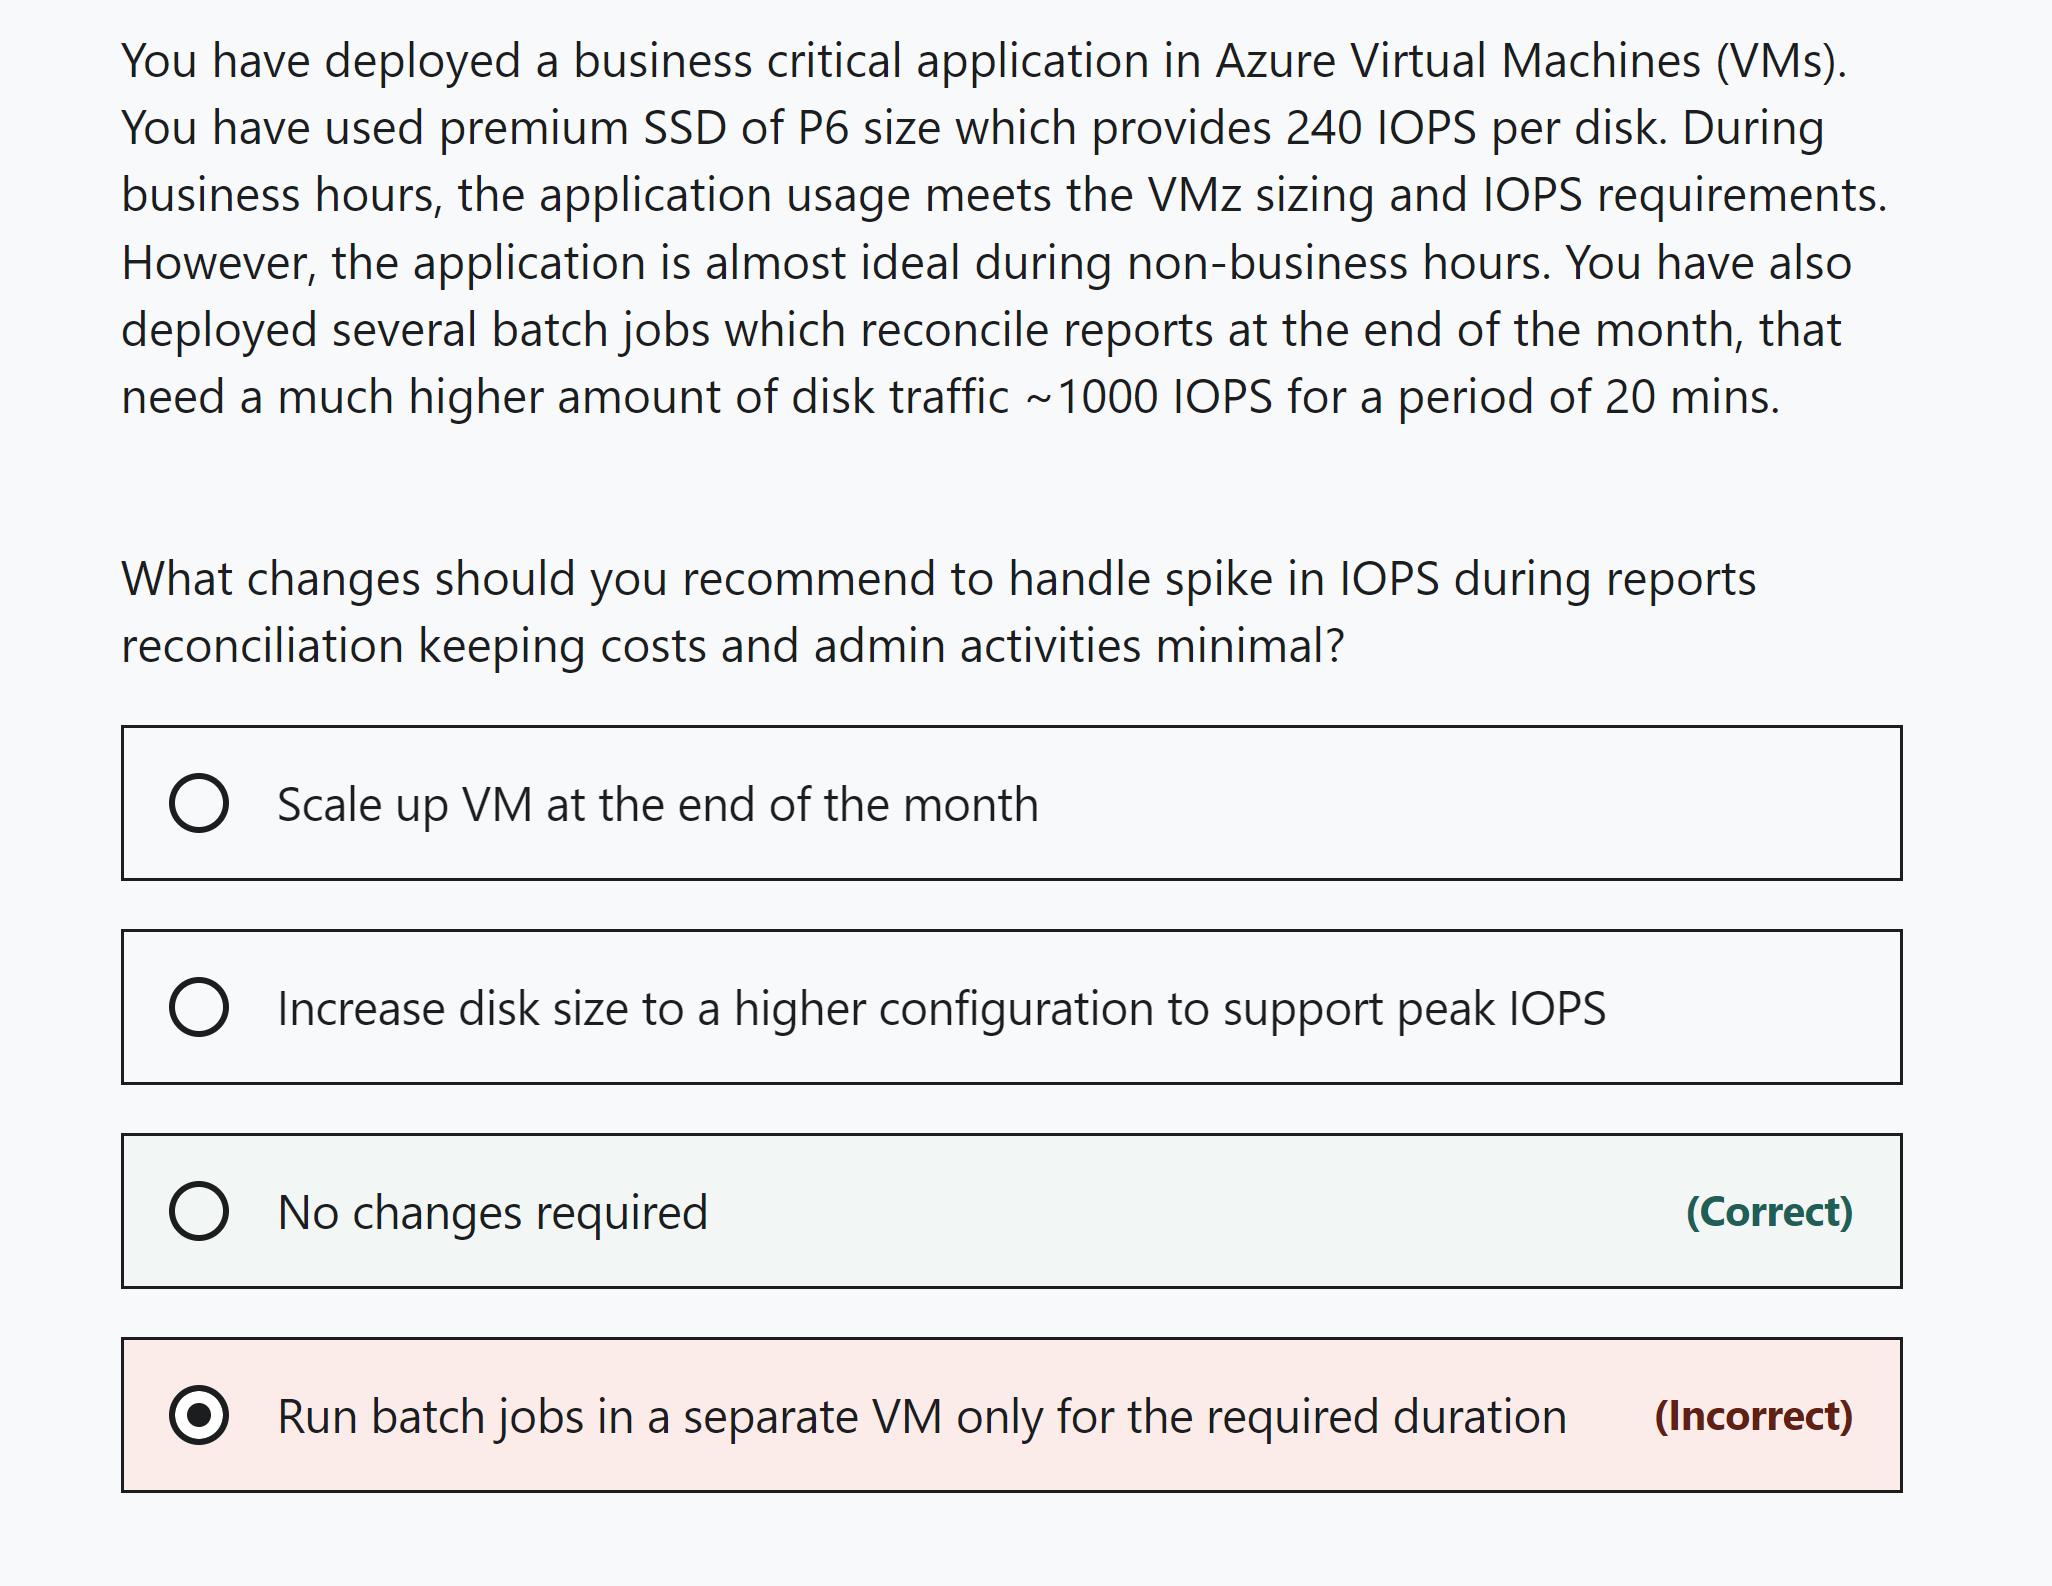 You have deployed a business critical application in Azure Virtual Machines (VMs).
You have used premium SSD of P6 size which provides 240 IOPS per disk. During
business hours, the application usage meets the VMz sizing and IOPS requirements.
However, the application is almost ideal during non-business hours. You have also
deployed several batch jobs which reconcile reports at the end of the month, that
need a much higher amount of disk traffic ~1000 IOPS for a period of 20 mins.
What changes should you recommend to handle spike in IOPS during reports
reconciliation keeping costs and admin activities minimal?
Scale up VM at the end of the month
Increase disk size to a higher configuration to support peak IOPS
No changes required (Correct)
Run batch jobs in a separate VM only for the required duration (Incorrect)